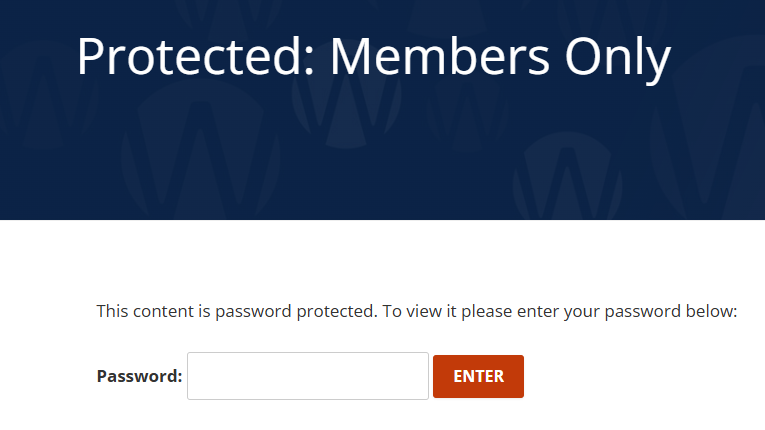 Protected: Members Only
This content is password protected. To view it please enter your password below:
Password: ENTER